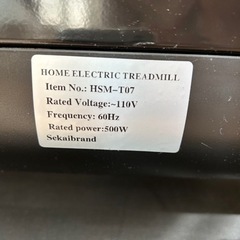 HOME ELECTRIC TREADMILL
Item No.: HSM-T07
Rated Voltage:~110V
Frequency: 60Hz
Rated power:500W
Sekaibrand